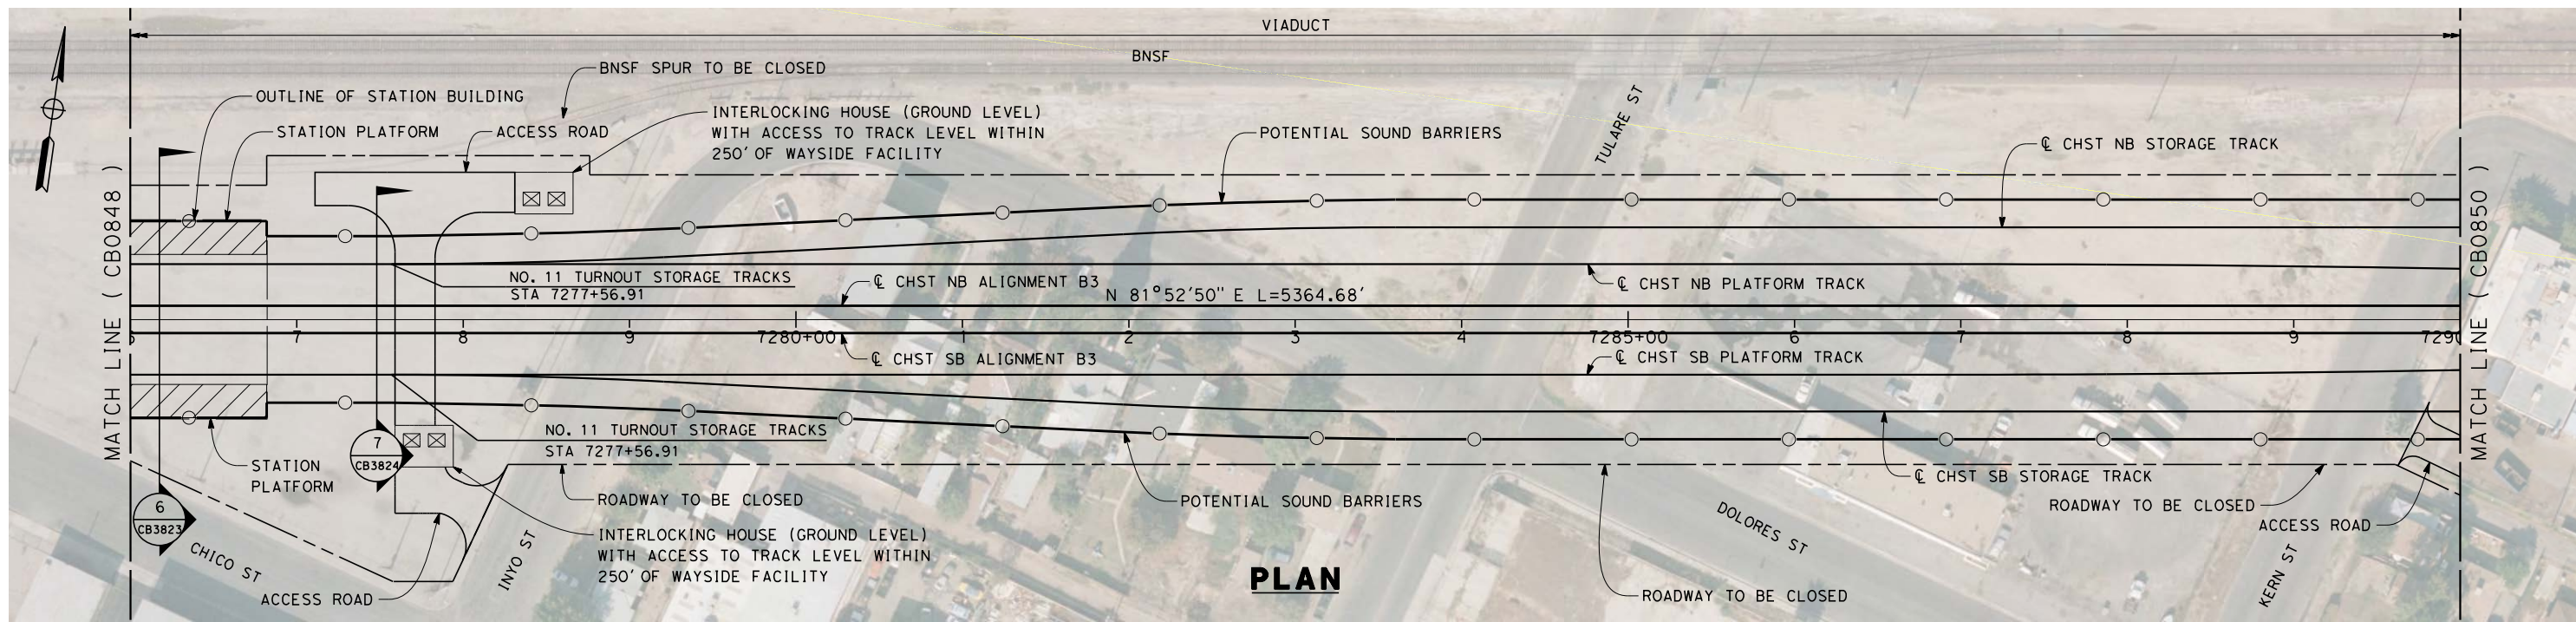 VIADUCT
BNSF
BNSF SPUR TO BE CLOSED
OUTLINE OF STATION BUILDING
STATION PLATFORM
ACCESS ROAD
INTERLOCKING HOUSE (GROUND LEVEL)
WITH ACCESS TO TRACK LEVEL WITHIN
250' OF WAYSIDE FACILITY
POTENTIAL SOUND BARRIERS
TULARE ST
℄ CHST NB STORAGE TRACK
MATCH LINE ( CB0848 )
MATCH LINE ( CB0850 )
NO. 11 TURNOUT STORAGE TRACKS
STA 7277+56.91
℄ CHST NB ALIGNMENT B3
N 81°52'50" E L=5364.68'
℄ CHST NB PLATFORM TRACK
7 8 9 7280+00 1 2 3 4 7285+00 6 7 8 9 7290
℄ CHST SB ALIGNMENT B3
℄ CHST SB PLATFORM TRACK
NO. 11 TURNOUT STORAGE TRACKS
STA 7277+56.91
7
CB3824
STATION
PLATFORM
ROADWAY TO BE CLOSED
POTENTIAL SOUND BARRIERS
℄ CHST SB STORAGE TRACK
ROADWAY TO BE CLOSED
ACCESS ROAD
6
CB3823
CHICO ST
INYO ST
INTERLOCKING HOUSE (GROUND LEVEL)
WITH ACCESS TO TRACK LEVEL WITHIN
250' OF WAYSIDE FACILITY
DOLORES ST
KERN ST
ACCESS ROAD
PLAN
ROADWAY TO BE CLOSED